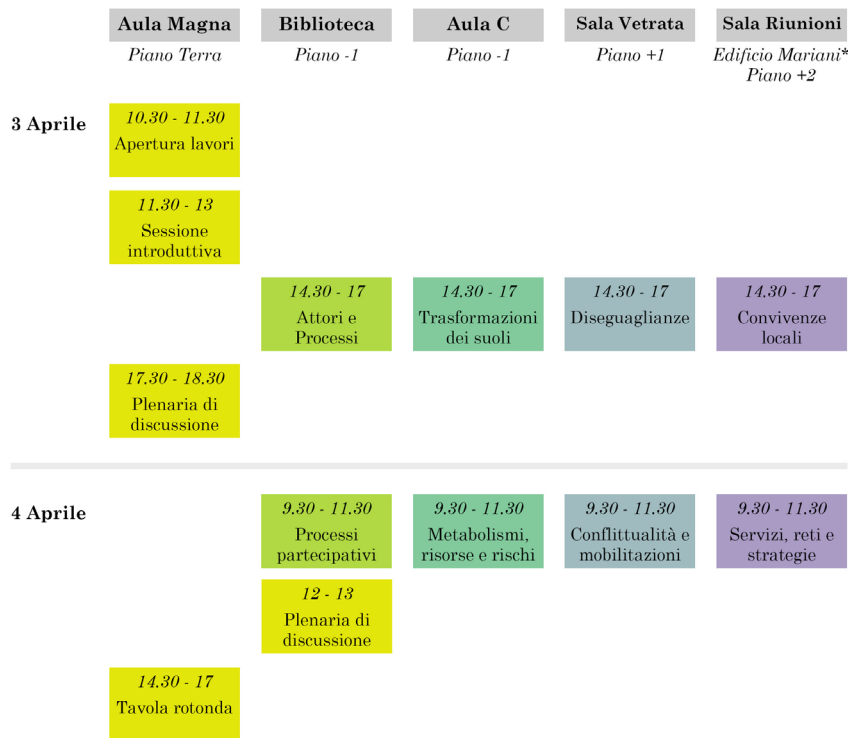 Aula Magna
Biblioteca
Aula C
Sala Vetrata
Sala Riunioni
Piano Terra
Piano -1
Piano -1
Piano +1
Edificio Mariani*
Piano +2
3 Aprile
10.30 - 11.30
Apertura lavori
11.30 - 13
Sessione
introduttiva
14.30 - 17
Attori e
Processi
14.30 - 17
Trasformazioni
dei suoli
14.30 - 17
Diseguaglianze
14.30 - 17
Convivenze
locali
17.30 - 18.30
Plenaria di
discussione
4 Aprile
9.30 - 11.30
Processi
partecipativi
9.30 - 11.30
Metabolismi,
risorse e rischi
9.30 - 11.30
Conflittualità e
mobilitazioni
9.30 - 11.30
Servizi, reti e
strategie
12 - 13
Plenaria di
discussione
14.30 - 17
Tavola rotonda